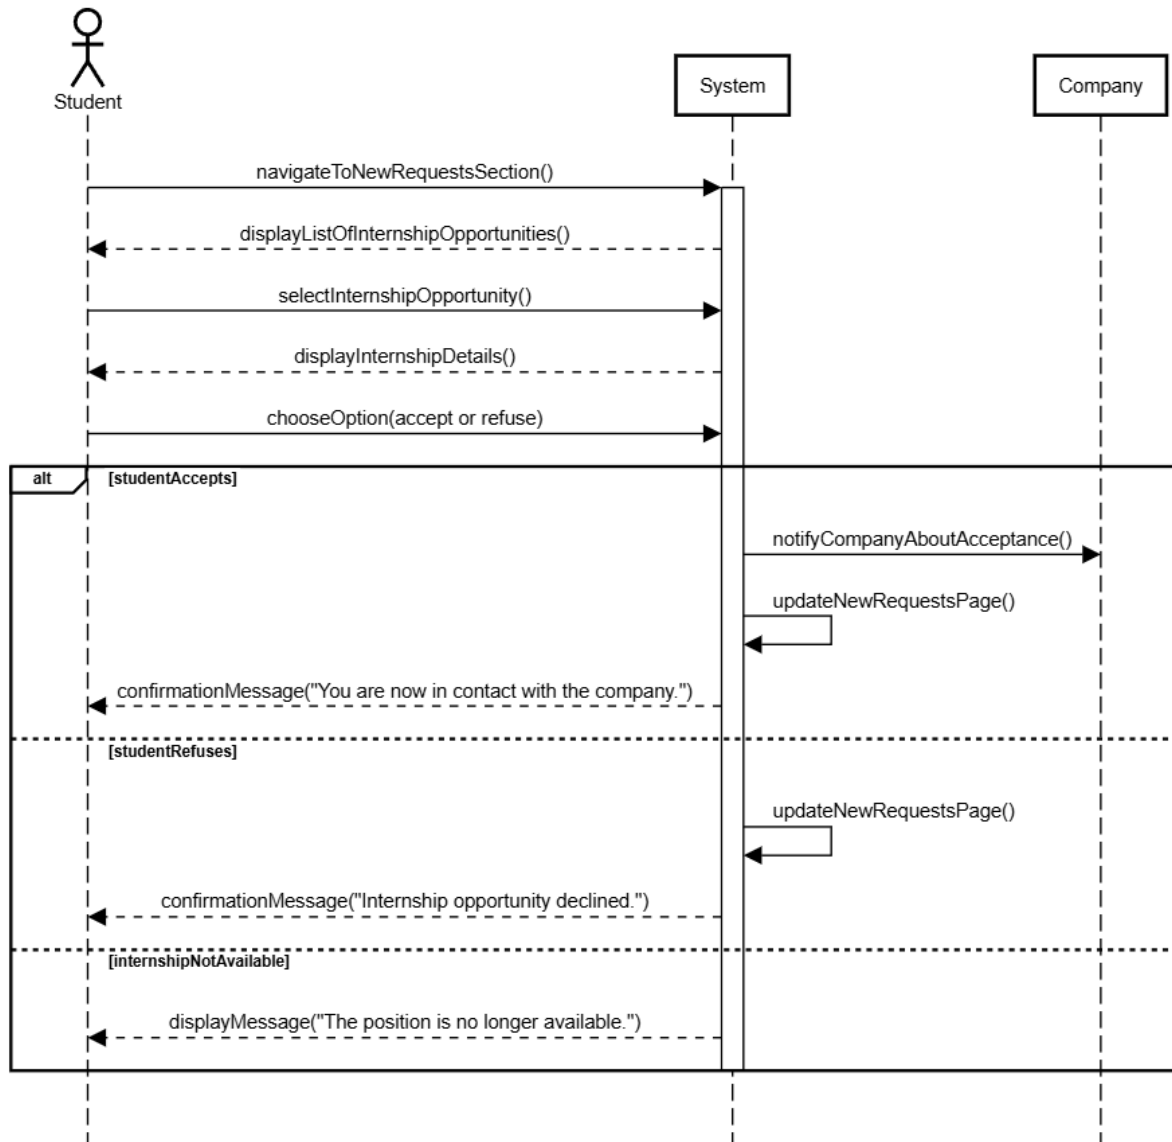 Student
System
Company
navigateToNewRequestsSection()
displayListOfInternshipOpportunities()
selectInternshipOpportunity()
displayInternshipDetails()
chooseOption(accept or refuse)
alt [studentAccepts]
notifyCompanyAboutAcceptance()
updateNewRequestsPage()
confirmationMessage("You are now in contact with the company.")
[studentRefuses]
updateNewRequestsPage()
confirmationMessage("Internship opportunity declined.")
[internshipNotAvailable]
displayMessage("The position is no longer available.")